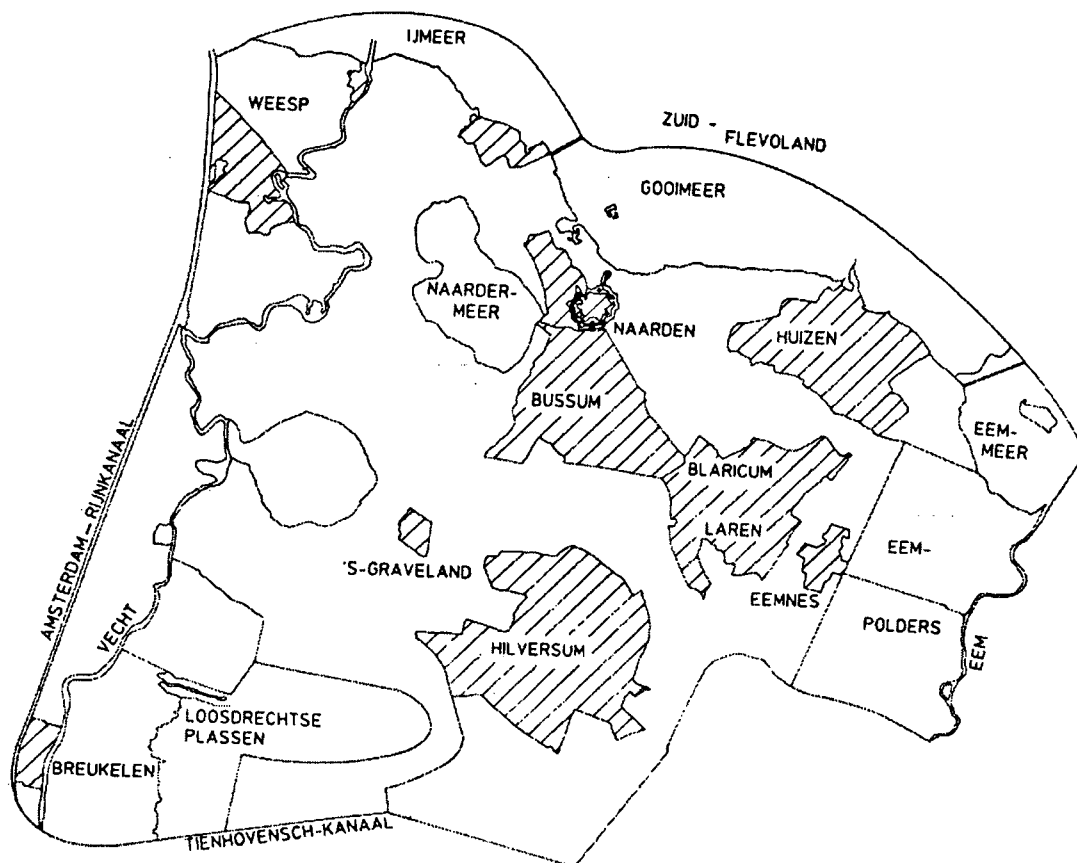 IJMEER
WEESP
ZUID -
FLEVOLAND
GOOIMEER
NAARDER-
MEER
NAARDEN
HUIZEN
BUSSUM
EEM-
MEER
BLARICUM
LAREN
EEM-
'S-GRAVELAND
EEMNES
POLDERS
AMSTERDAM-RIJNKANAAL
VECHT
HILVERSUM
EEM
LOOSDRECHTSE
PLASSEN
BREUKELEN
TIENHOVENSCH-KANAAL